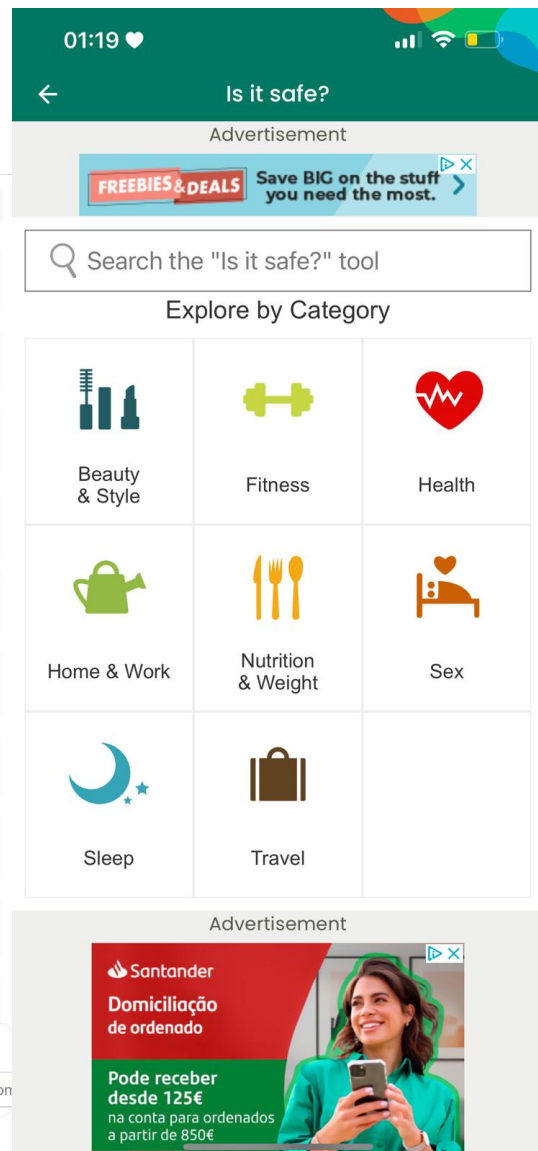 01:19
Is it safe?
Advertisement
FREEBIES & DEALS
Save BIG on the stuff
you need the most.
Search the "Is it safe?" tool
Explore by Category
Beauty
& Style
Fitness
Health
Home & Work
Nutrition
& Weight
Sex
Sleep
Travel
Advertisement
Santander
Domiciliação
de ordenado
Pode receber
desde 125€
na conta para ordenados
a partir de 850€